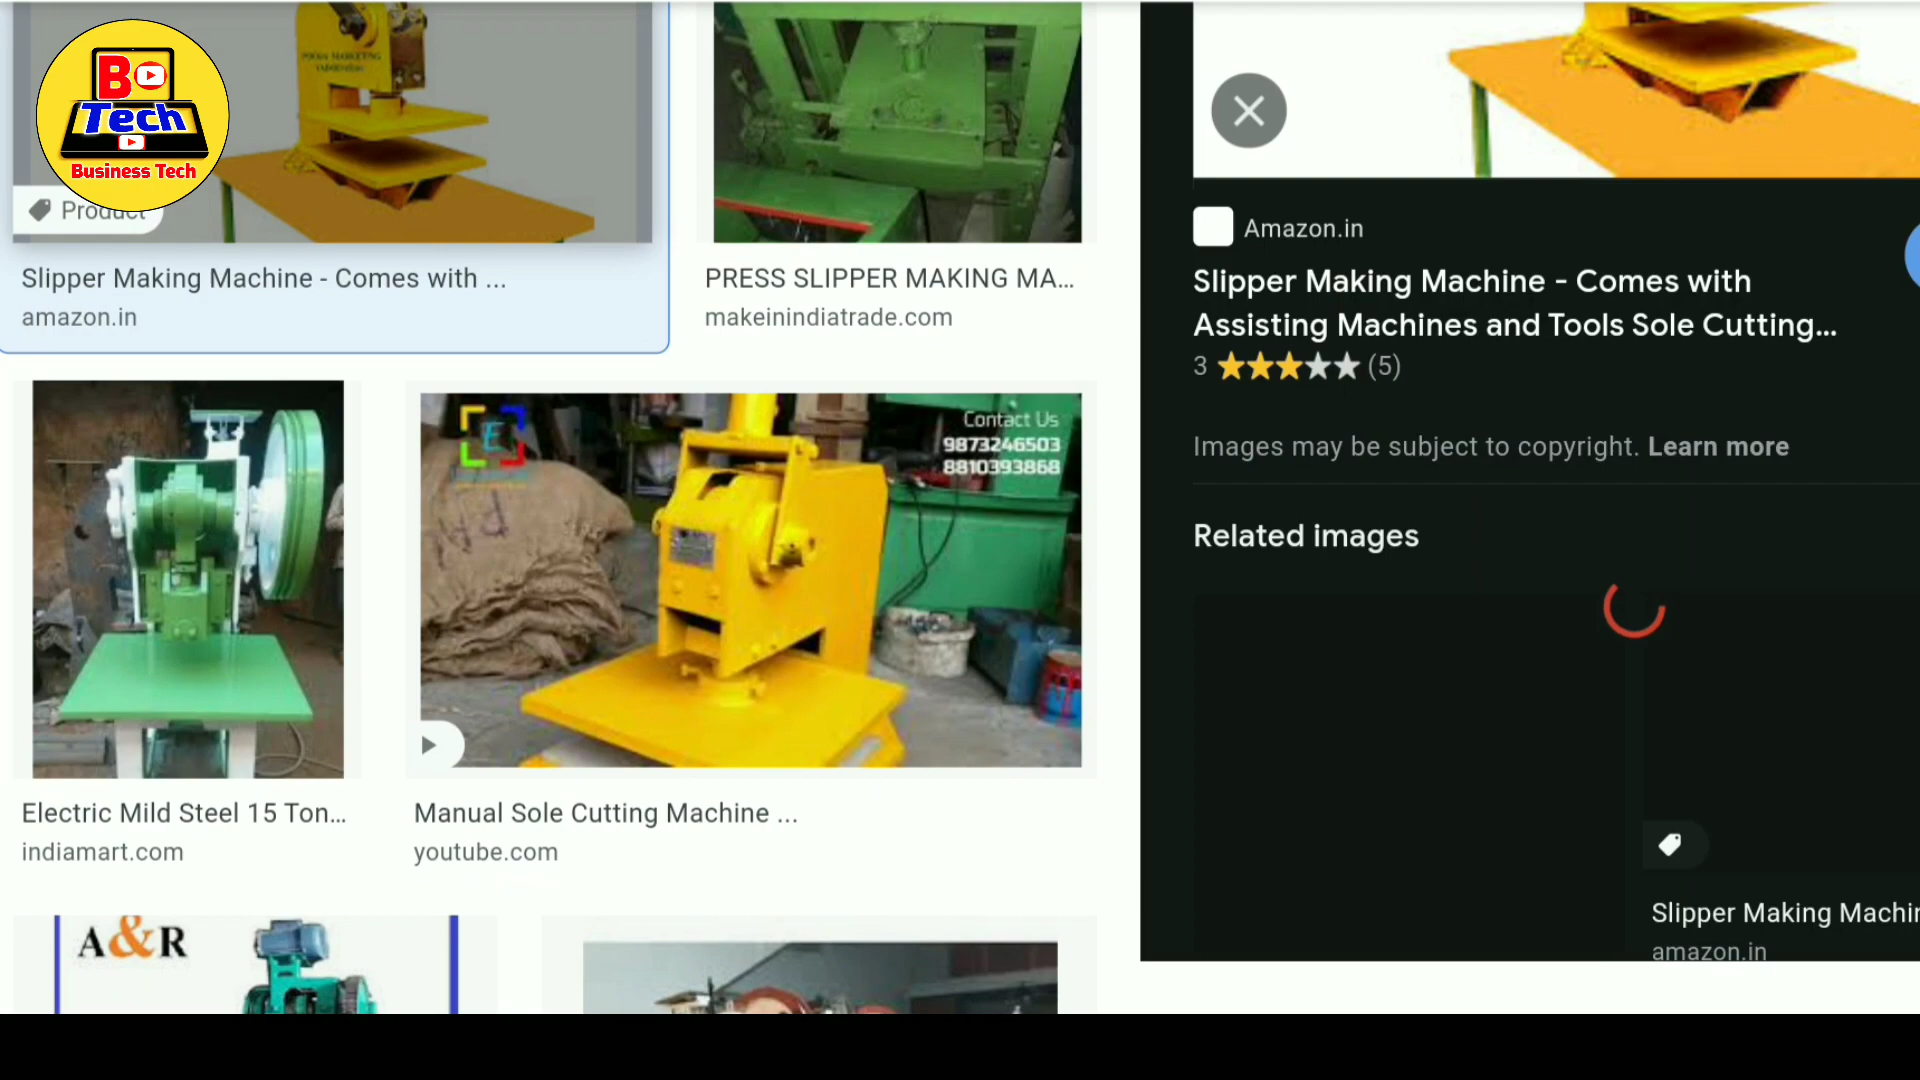 POOJA MARKETING
B
Tech
Business Tech
Product
Slipper Making Machine - Comes with ...
amazon.in
PRESS SLIPPER MAKING MA...
makeinindiatrade.com
Amazon.in
Slipper Making Machine - Comes with
Assisting Machines and Tools Sole Cutting...
3 ★★★★★ (5)
Images may be subject to copyright. Learn more
Related images
E
Contact Us
9873246503
8810393868
Electric Mild Steel 15 Ton...
indiamart.com
Manual Sole Cutting Machine ...
youtube.com
Slipper Making Machin
amazon.in
A&R